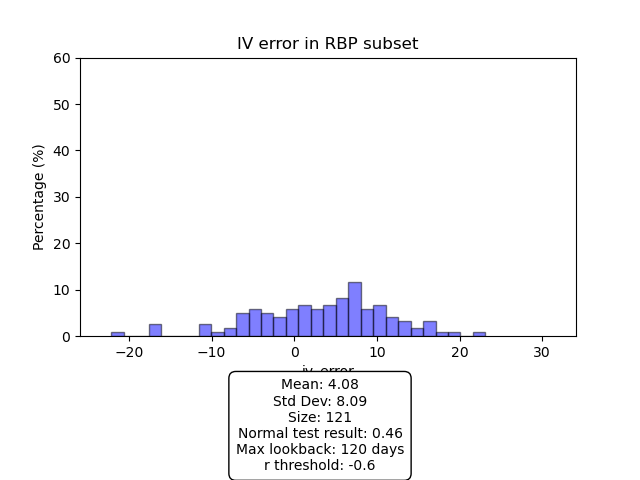 IV error in RBP subset
60
50
40
30
20
10
0
Percentage (%)
−20
−10
0
10
20
30
iv_error
Mean: 4.08
Std Dev: 8.09
Size: 121
Normal test result: 0.46
Max lookback: 120 days
r threshold: -0.6